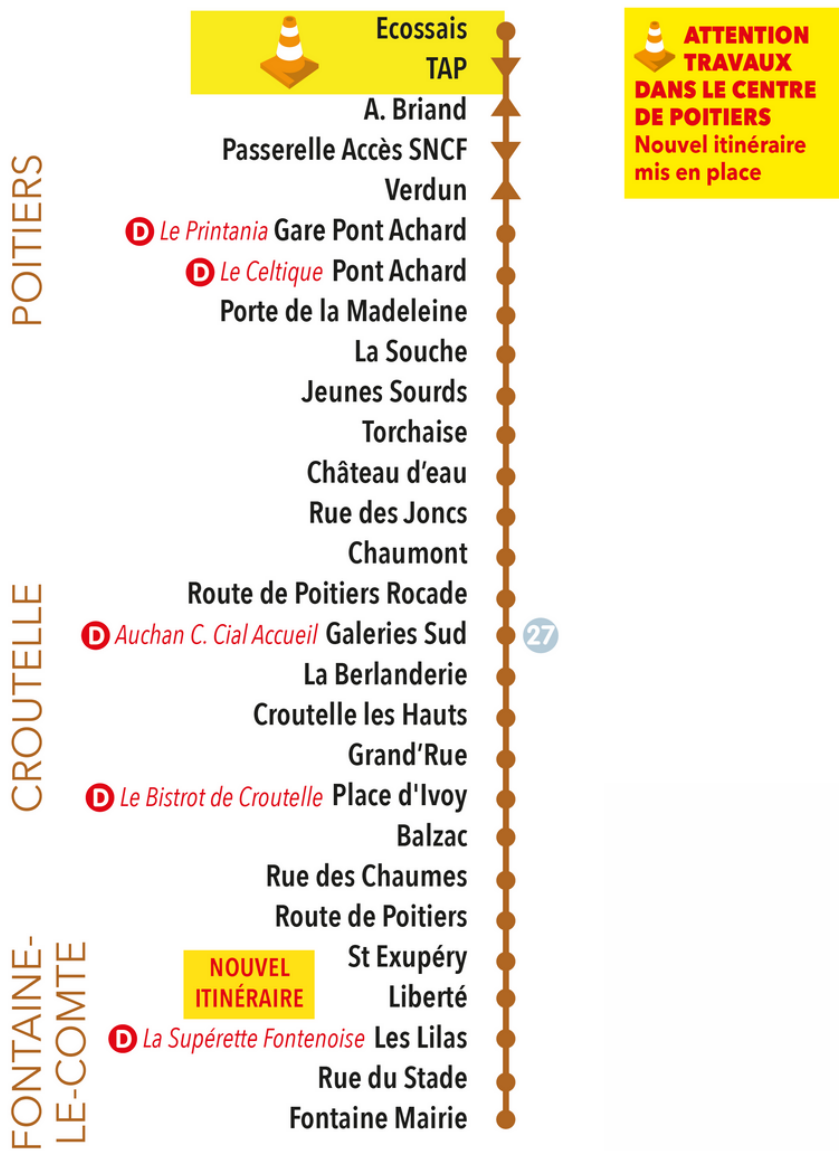 Ecossais
TAP
A. Briand
Passerelle Accès SNCF
Verdun
D Le Printania Gare Pont Achard
D Le Celtique Pont Achard
Porte de la Madeleine
La Souche
Jeunes Sourds
Torchaise
Château d'eau
Rue des Joncs
Chaumont
Route de Poitiers Rocade
D Auchan C. Cial Accueil Galeries Sud 27
La Berlanderie
Croutelle les Hauts
Grand'Rue
D Le Bistrot de Croutelle Place d'Ivoy
Balzac
Rue des Chaumes
Route de Poitiers
St Exupéry
Liberté
D La Supérette Fontenoise Les Lilas
Rue du Stade
Fontaine Mairie
NOUVEL
ITINÉRAIRE
POITIERS
CROUTELLE
FONTAINE-
LE-COMTE
ATTENTION
TRAVAUX
DANS LE CENTRE
DE POITIERS
Nouvel itinéraire
mis en place